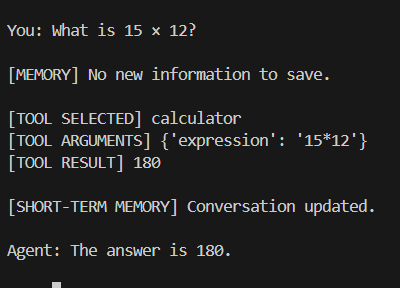 You: What is 15 × 12?
[MEMORY] No new information to save.
[TOOL SELECTED] calculator
[TOOL ARGUMENTS] {'expression': '15*12'}
[TOOL RESULT] 180
[SHORT-TERM MEMORY] Conversation updated.
Agent: The answer is 180.